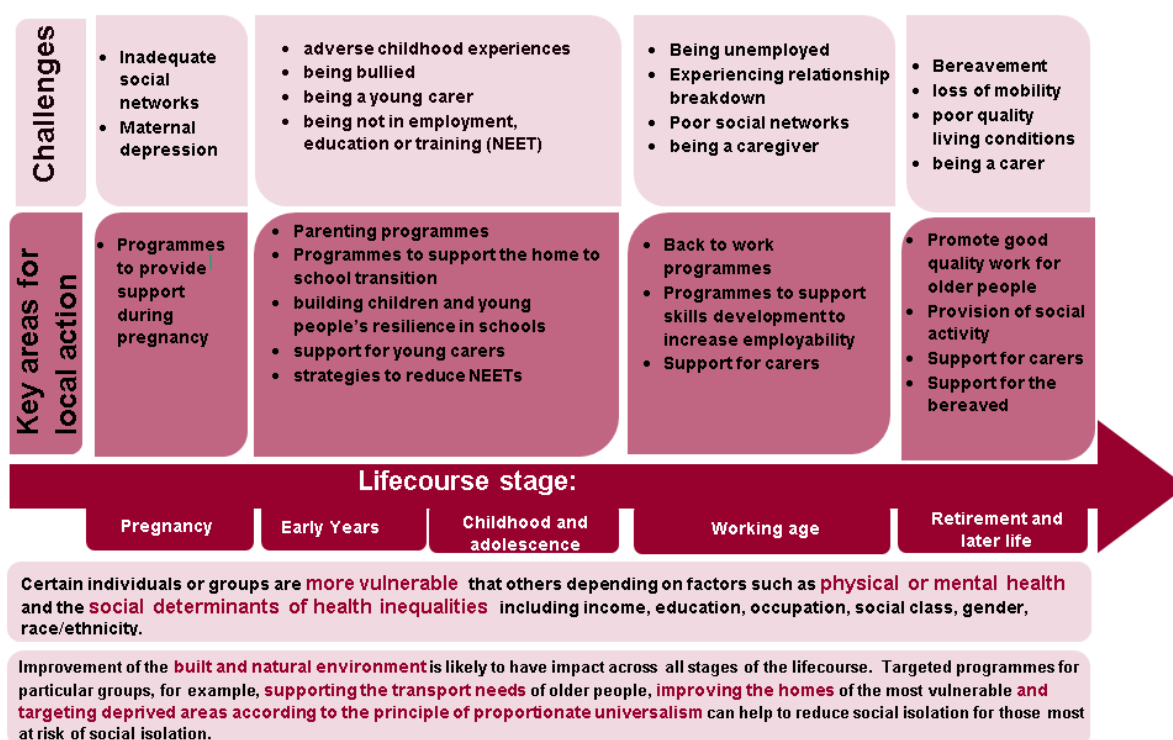 Challenges
• Inadequate
social
networks
• Maternal
depression
• adverse childhood experiences
• being bullied
• being a young carer
• being not in employment,
education or training (NEET)
• Being unemployed
• Experiencing relationship
breakdown
• Poor social networks
• being a caregiver
• Bereavement
• loss of mobility
• poor quality
living conditions
• being a carer
Key areas for
local action
• Programmes
to provide
support
during
pregnancy
• Parenting programmes
• Programmes to support the home to
school transition
• building children and young
people's resilience in schools
• support for young carers
• strategies to reduce NEETs
• Back to work
programmes
• Programmes to support
skills development to
increase employability
• Support for carers
• Promote good
quality work for
older people
• Provision of social
activity
• Support for carers
• Support for the
bereaved
Lifecourse stage:
Pregnancy
Early Years
Childhood and
adolescence
Working age
Retirement and
later life
Certain individuals or groups are more vulnerable that others depending on factors such as physical or mental health
and the social determinants of health inequalities including income, education, occupation, social class, gender,
race/ethnicity.
Improvement of the built and natural environment is likely to have impact across all stages of the lifecourse. Targeted programmes for
particular groups, for example, supporting the transport needs of older people, improving the homes of the most vulnerable and
targeting deprived areas according to the principle of proportionate universalism can help to reduce social isolation for those most
at risk of social isolation.